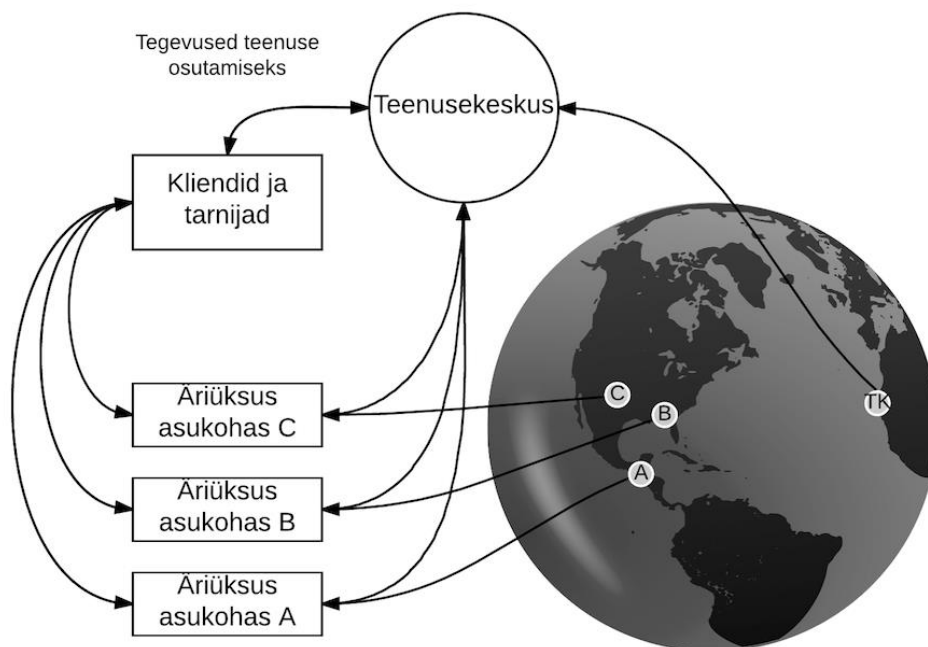 Tegevused teenuse
osutamiseks
Teenusekeskus
Kliendid ja
tarnijad
Äriüksus
asukohas C
Äriüksus
asukohas B
Äriüksus
asukohas A
C
B
A
TK